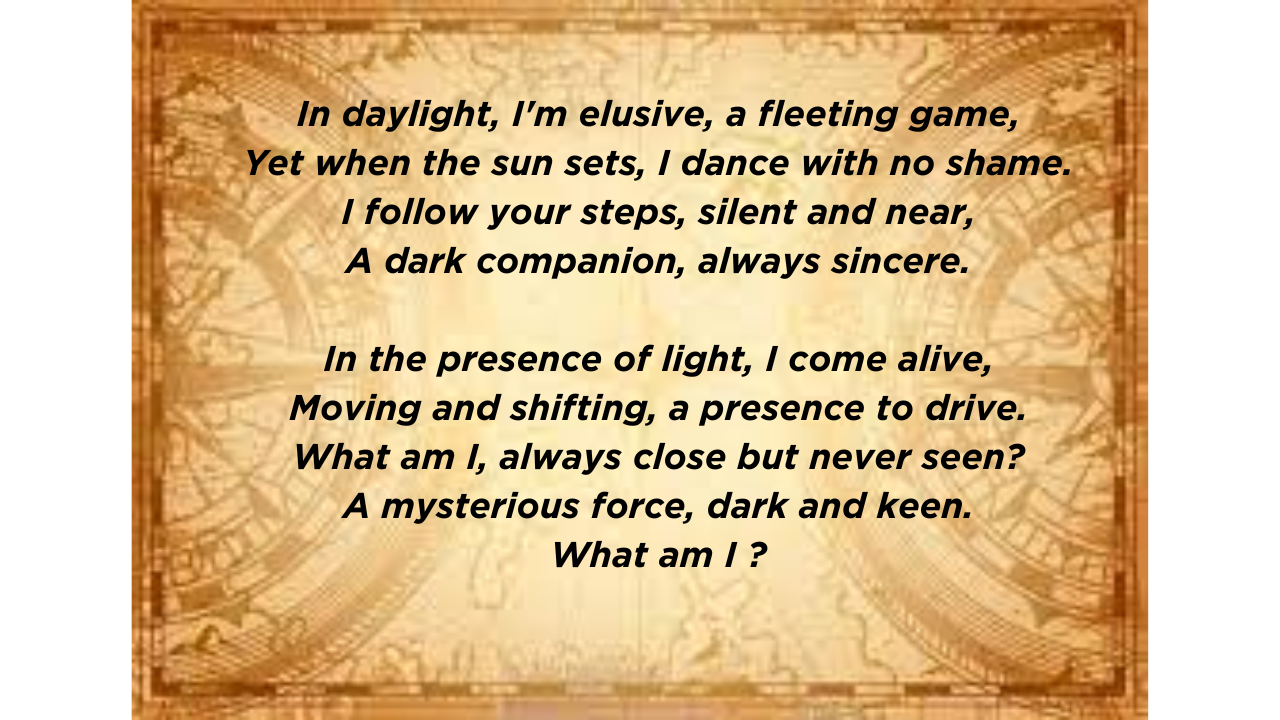 In daylight, I'm elusive, a fleeting game,
Yet when the sun sets, I dance with no shame.
I follow your steps, silent and near,
A dark companion, always sincere.
In the presence of light, I come alive,
Moving and shifting, a presence to drive.
What am I, always close but never seen?
A mysterious force, dark and keen.
What am I ?